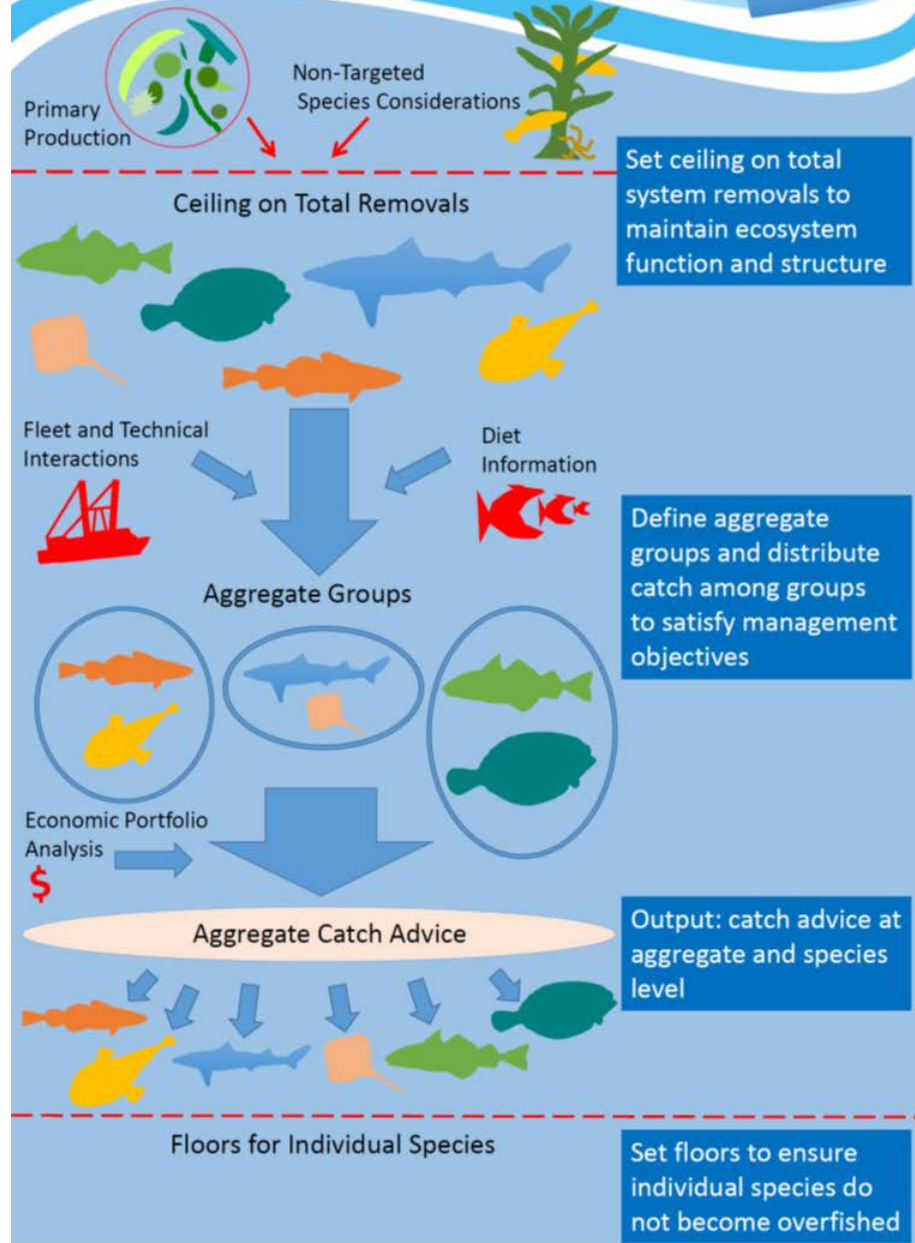 Primary
Production
Non-Targeted
Species Considerations
Set ceiling on total
system removals to
maintain ecosystem
function and structure
Ceiling on Total Removals
Fleet and Technical
Interactions
Diet
Information
Define aggregate
groups and distribute
catch among groups
to satisfy management
objectives
Aggregate Groups
Economic Portfolio
Analysis
$
Aggregate Catch Advice
Output: catch advice at
aggregate and species
level
Floors for Individual Species
Set floors to ensure
individual species do
not become overfished